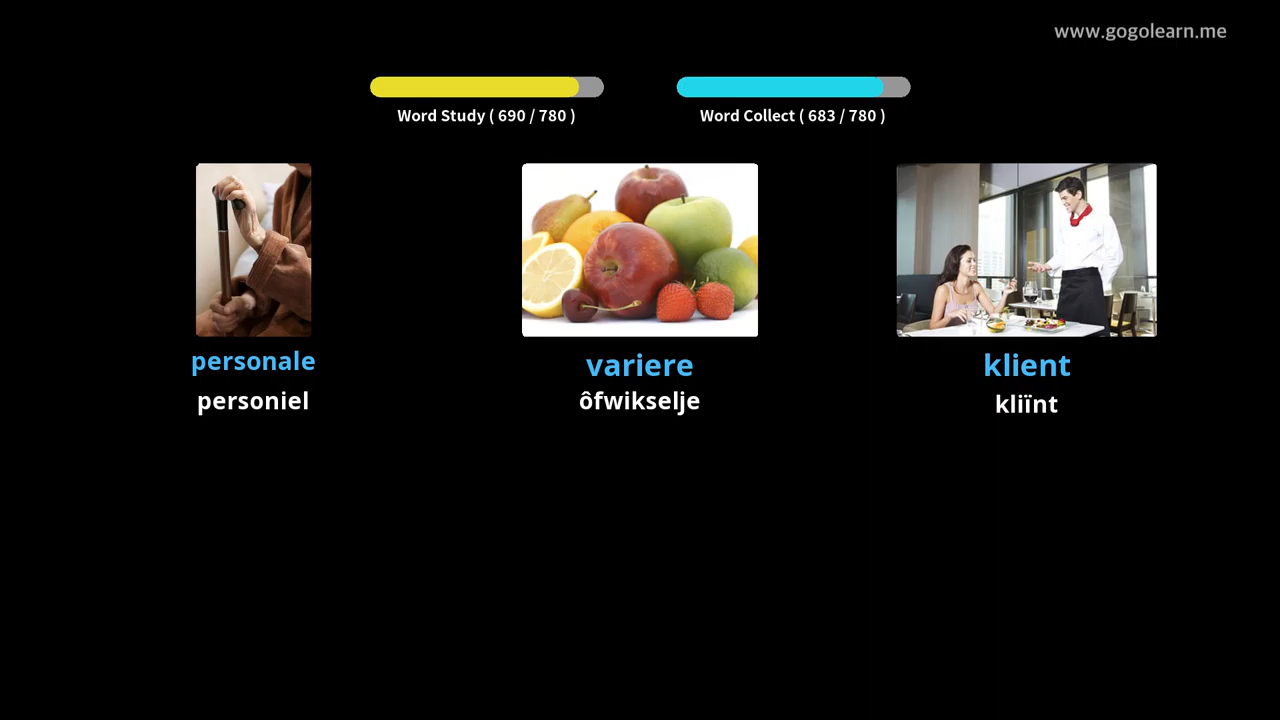 www.gogolearn.me
Word Study ( 690 / 780 )
Word Collect ( 683 / 780 )
personale
personiel
variere
ôfwikselje
klient
kliïnt